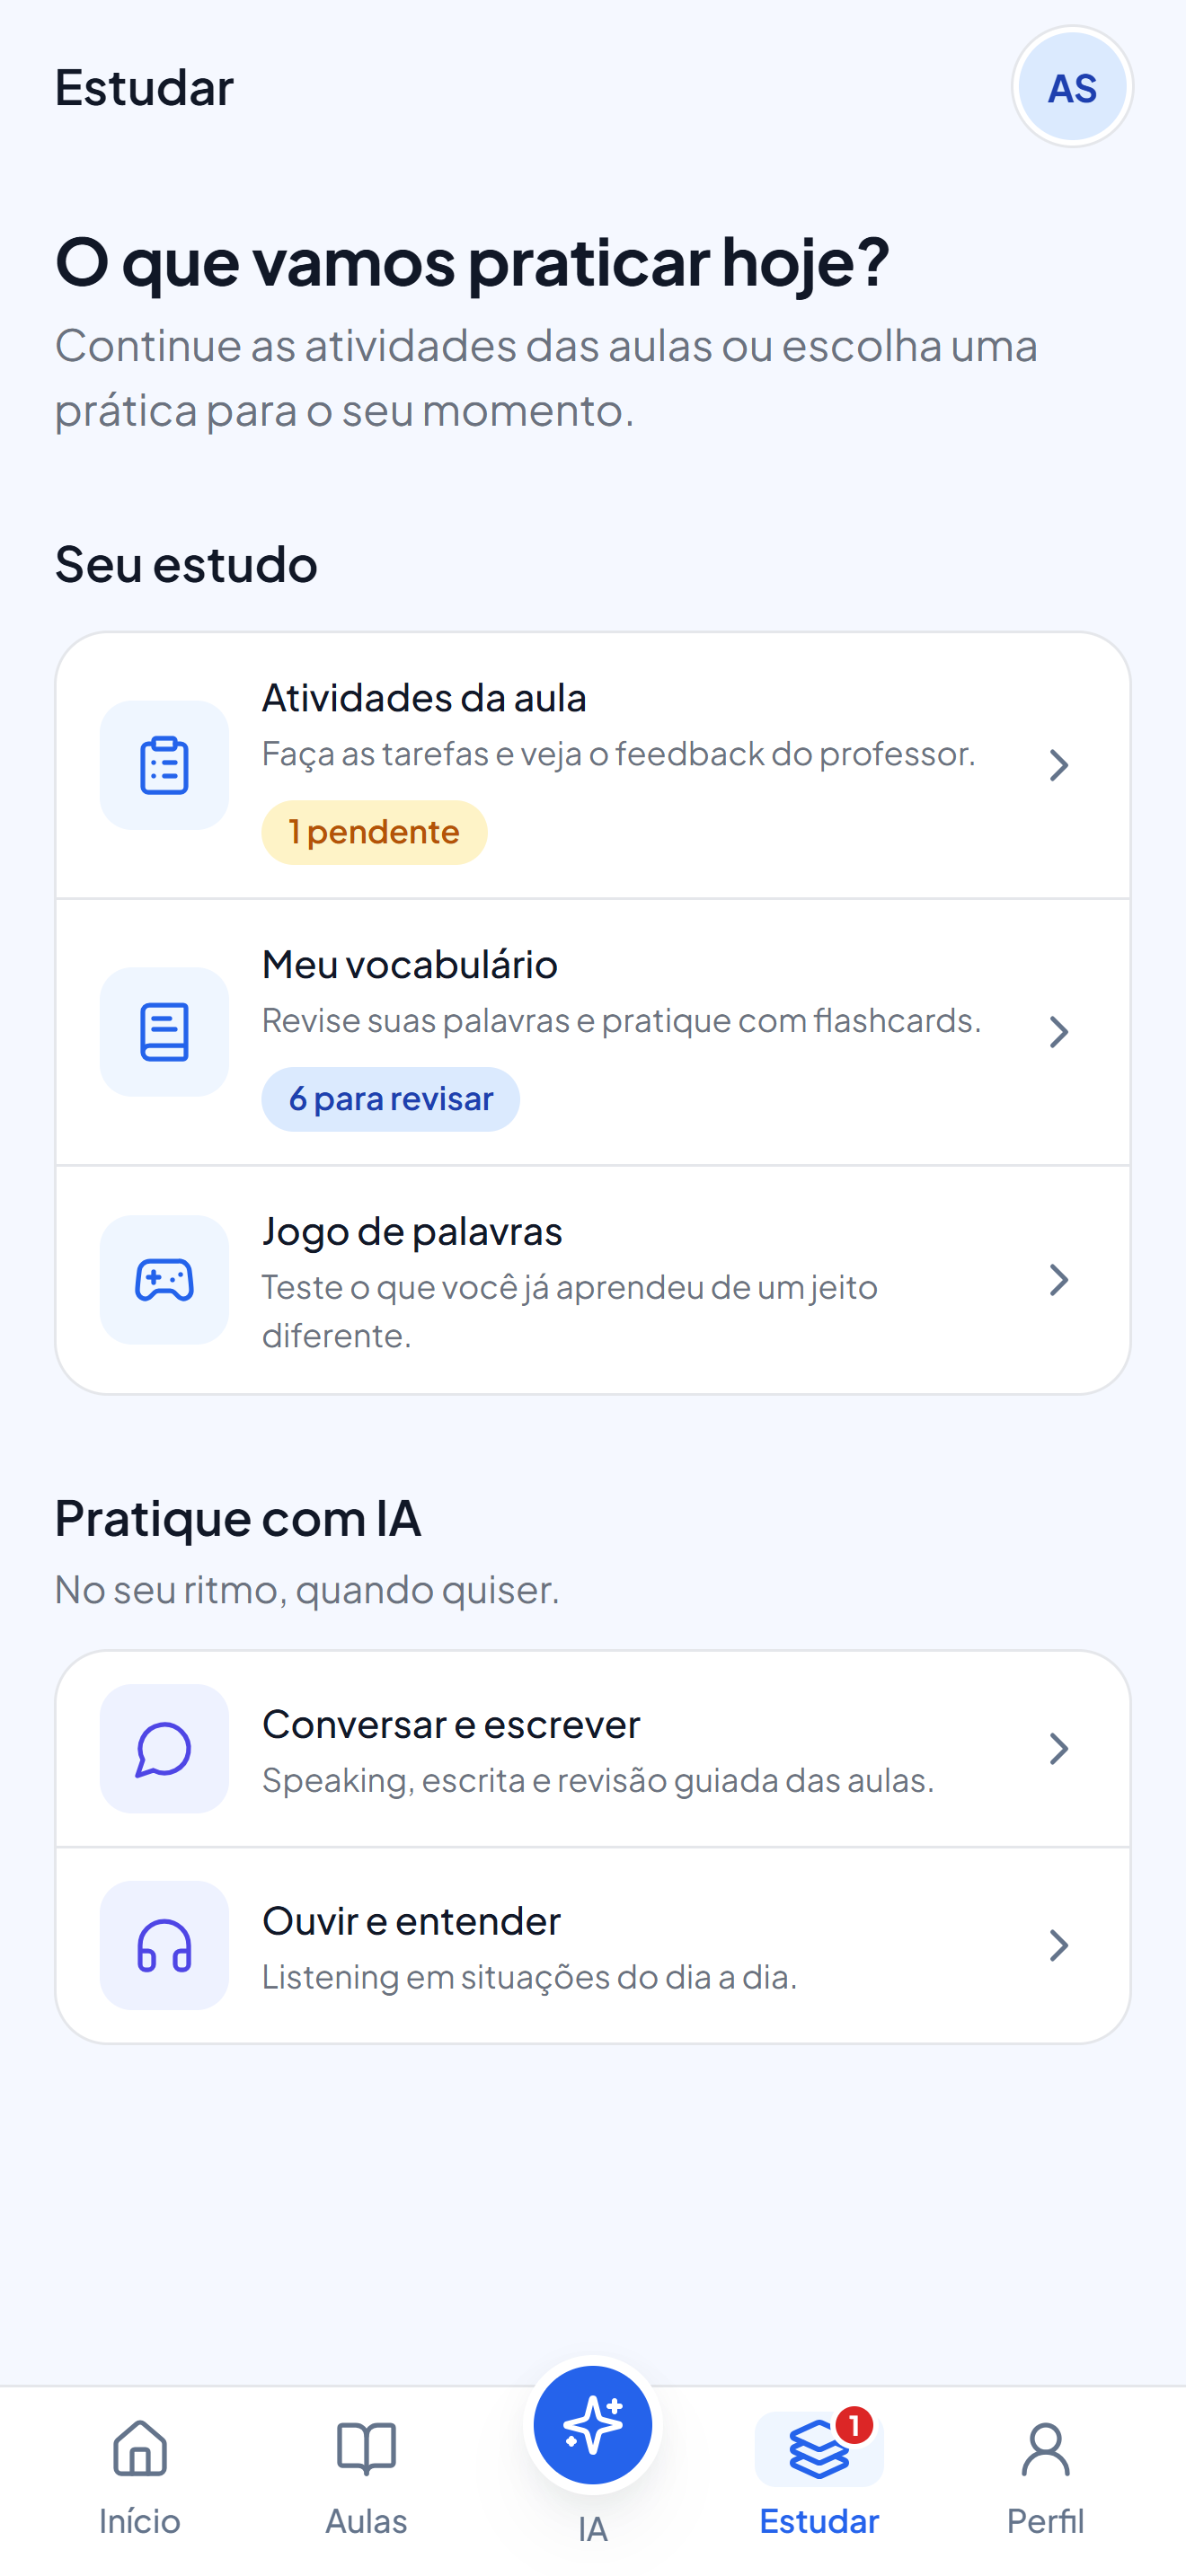 Estudar
AS
O que vamos praticar hoje?
Continue as atividades das aulas ou escolha uma
prática para o seu momento.
Seu estudo
Atividades da aula
Faça as tarefas e veja o feedback do professor.
1 pendente
Meu vocabulário
Revise suas palavras e pratique com flashcards.
6 para revisar
Jogo de palavras
Teste o que você já aprendeu de um jeito
diferente.
Pratique com IA
No seu ritmo, quando quiser.
Conversar e escrever
Speaking, escrita e revisão guiada das aulas.
Ouvir e entender
Listening em situações do dia a dia.
1
Início
Aulas
IA
Estudar
Perfil